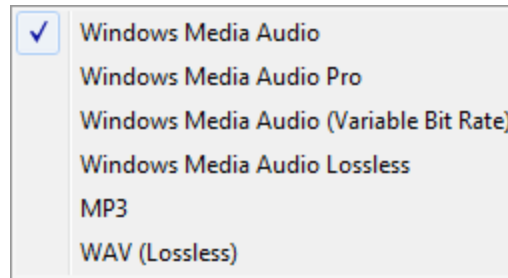 Windows Media Audio
Windows Media Audio Pro
Windows Media Audio (Variable Bit Rate)
Windows Media Audio Lossless
MP3
WAV (Lossless)